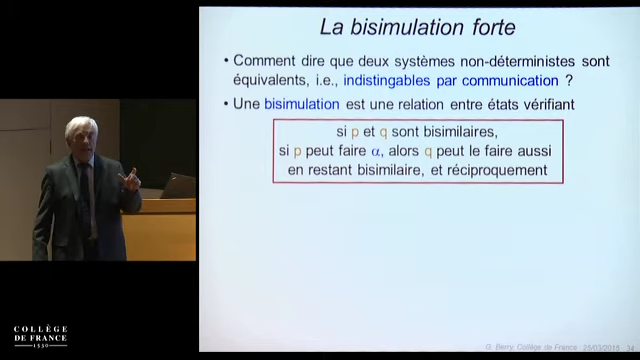 La bisimulation forte
• Comment dire que deux systèmes non-déterministes sont
équivalents, i.e., indistingables par communication ?
• Une bisimulation est une relation entre états vérifiant
si p et q sont bisimilaires,
si p peut faire α, alors q peut le faire aussi
en restant bisimilaire, et réciproquement
COLLÈGE
DE FRANCE
1530
G. Berry, Collège de France - 25/03/2015 34